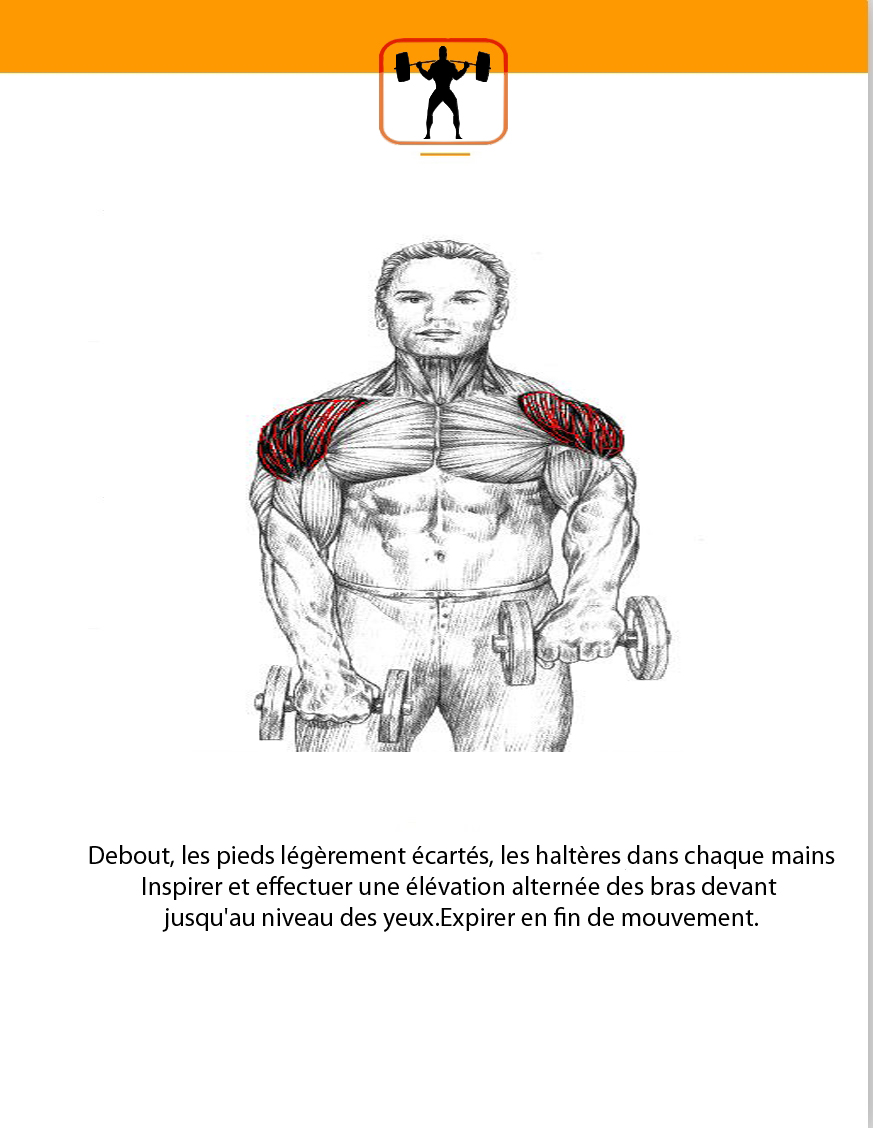 Debout, les pieds légèrement écartés, les haltères dans chaque mains
Inspirer et effectuer une élévation alternée des bras devant
jusqu'au niveau des yeux.Expirer en fin de mouvement.